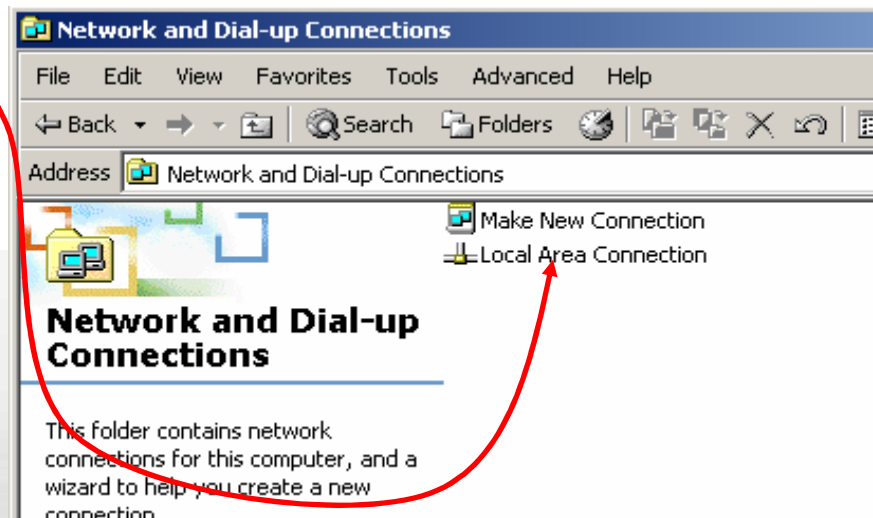 Network and Dial-up Connections
File Edit View Favorites Tools Advanced Help
Back Search Folders
Address Network and Dial-up Connections
Make New Connection
Local Area Connection
Network and Dial-up
Connections
This folder contains network
connections for this computer, and a
wizard to help you create a new
connection